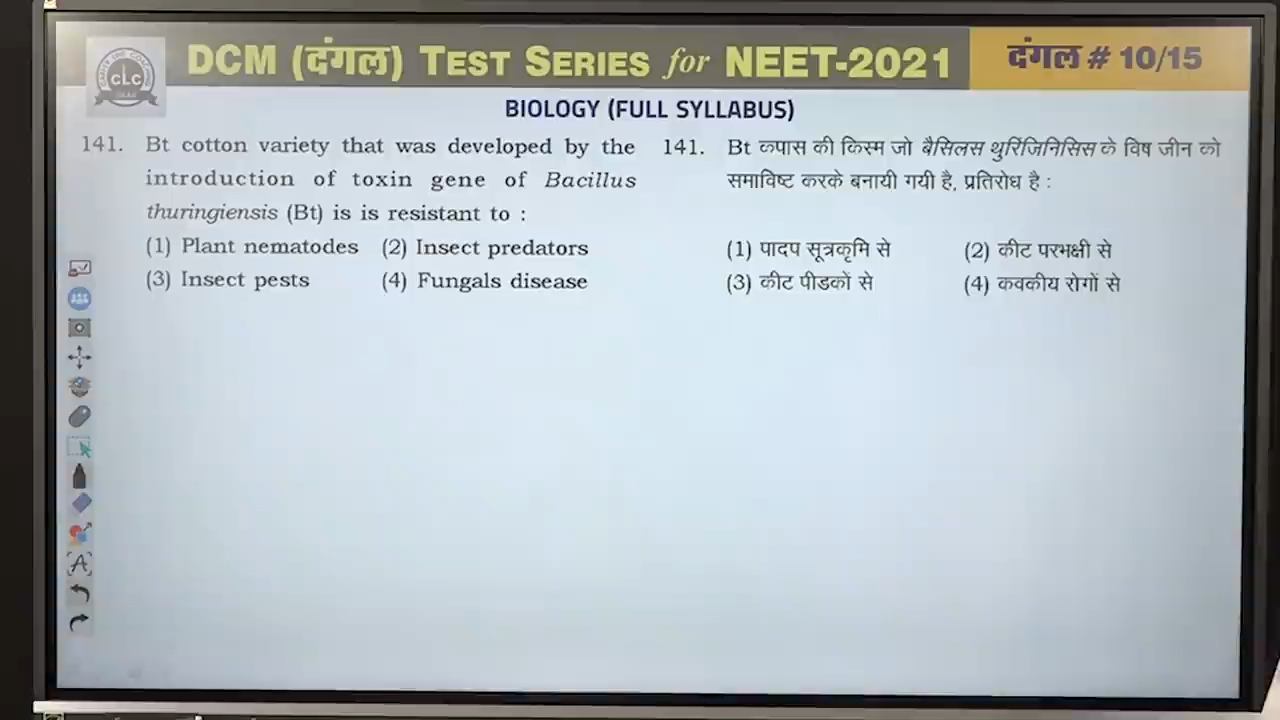 DCM (दंगल) TEST SERIES for NEET-2021
दंगल # 10/15
CLC
BIOLOGY (FULL SYLLABUS)
141. Bt cotton variety that was developed by the
introduction of toxin gene of Bacillus
thuringiensis (Bt) is is resistant to :
(1) Plant nematodes (2) Insect predators
(3) Insect pests (4) Fungals disease
141. Bt कपास की किस्म जो बैसिलस थुरिंजिनिसिस के विष जीन को
समाविष्ट करके बनायी गयी है, प्रतिरोध है :
(1) पादप सूत्रकृमि से (2) कीट परभक्षी से
(3) कीट पीडकों से (4) कवकीय रोगों से
A